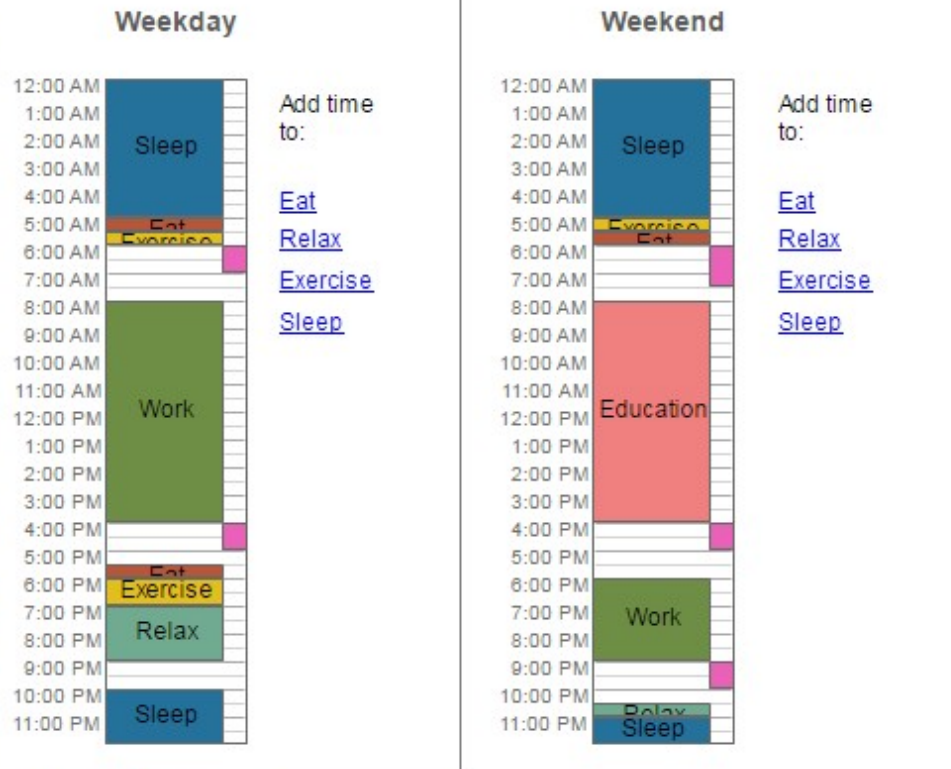 Weekday
12:00 AM
1:00 AM
2:00 AM
3:00 AM
4:00 AM
5:00 AM
6:00 AM
7:00 AM
8:00 AM
9:00 AM
10:00 AM
11:00 AM
12:00 PM
1:00 PM
2:00 PM
3:00 PM
4:00 PM
5:00 PM
6:00 PM
7:00 PM
8:00 PM
9:00 PM
10:00 PM
11:00 PM
Sleep
Eat
Exercise
Work
Eat
Exercise
Relax
Sleep
Add time
to:
Eat
Relax
Exercise
Sleep
Weekend
12:00 AM
1:00 AM
2:00 AM
3:00 AM
4:00 AM
5:00 AM
6:00 AM
7:00 AM
8:00 AM
9:00 AM
10:00 AM
11:00 AM
12:00 PM
1:00 PM
2:00 PM
3:00 PM
4:00 PM
5:00 PM
6:00 PM
7:00 PM
8:00 PM
9:00 PM
10:00 PM
11:00 PM
Sleep
Exercise
Eat
Education
Work
Relax
Sleep
Add time
to:
Eat
Relax
Exercise
Sleep